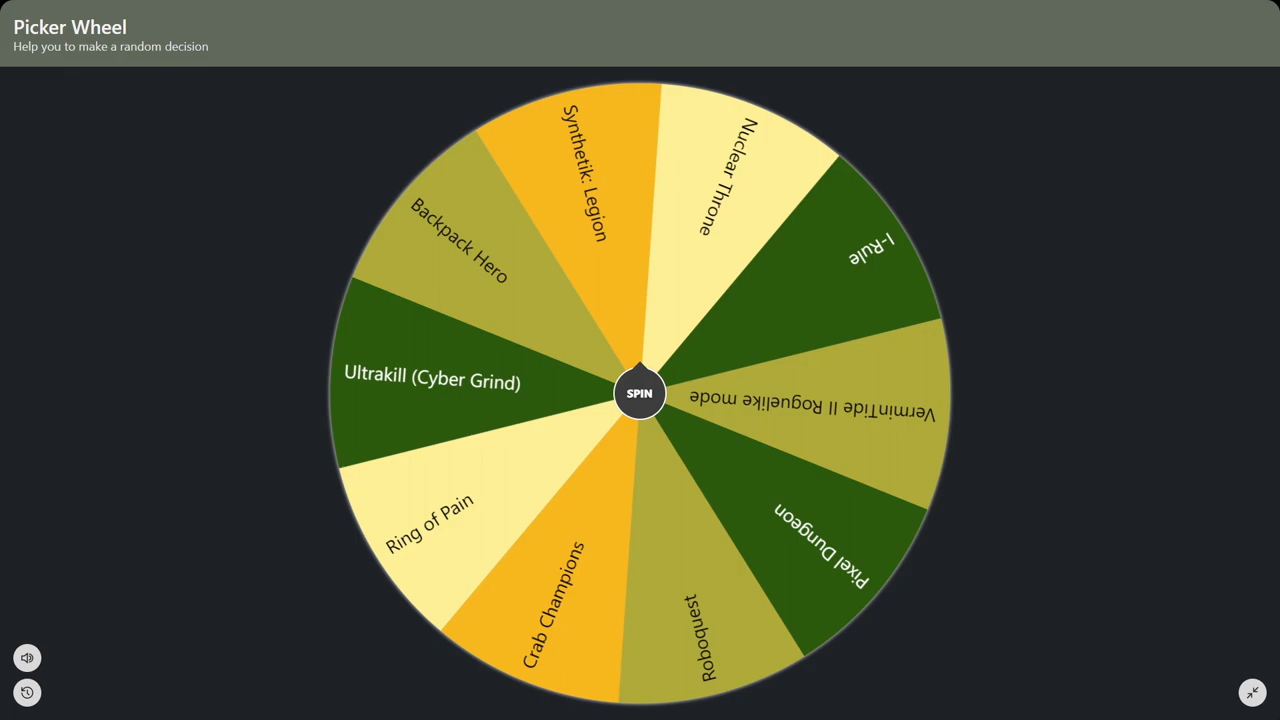 Picker Wheel
Help you to make a random decision
Synthetik: Legion
Nuclear Throne
I-Rule
VerminTide II Roguelike mode
Pixel Dungeon
Roboquest
Crab Champions
Ring of Pain
Ultrakill (Cyber Grind)
Backpack Hero
SPIN